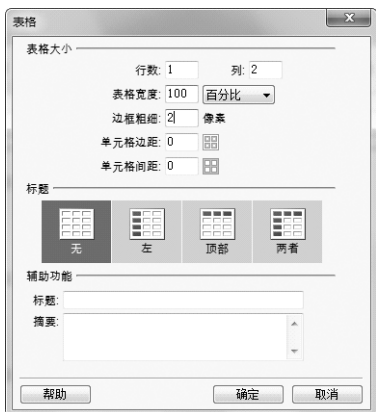 表格
表格大小
行数: 1 列: 2
表格宽度: 100 百分比
边框粗细: 2 像素
单元格边距: 0
单元格间距: 0
标题
无 左 顶部 两者
辅助功能
标题:
摘要:
帮助 确定 取消